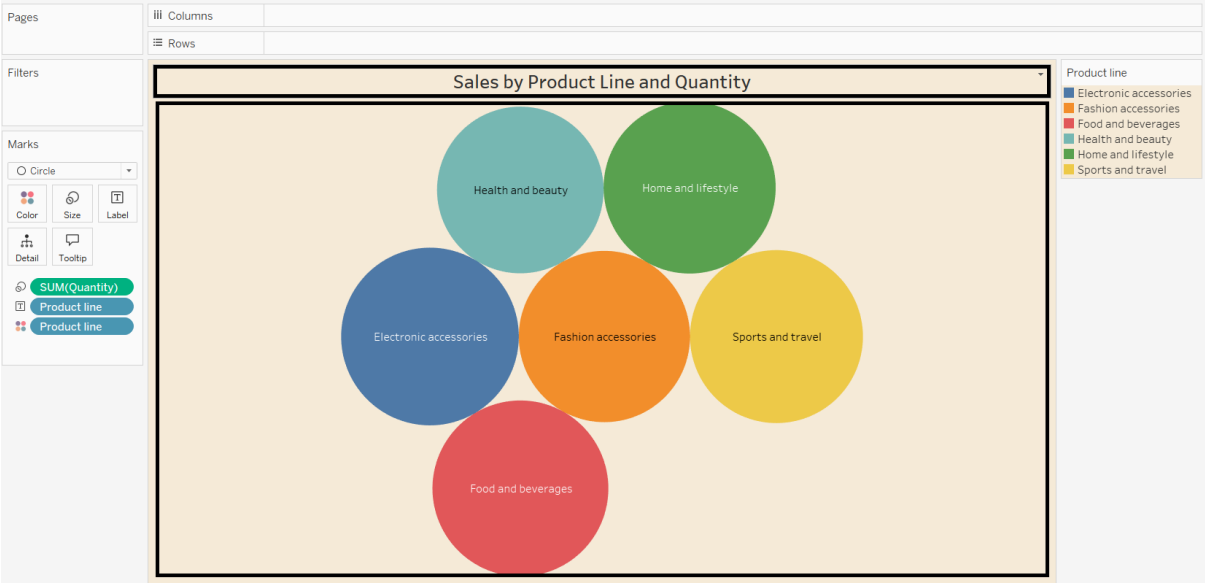 Pages
Columns
Rows
Filters
Marks
Circle
Color
Size
Label
Detail
Tooltip
SUM(Quantity)
Product line
Product line
Sales by Product Line and Quantity
Health and beauty
Home and lifestyle
Electronic accessories
Fashion accessories
Sports and travel
Food and beverages
Product line
Electronic accessories
Fashion accessories
Food and beverages
Health and beauty
Home and lifestyle
Sports and travel